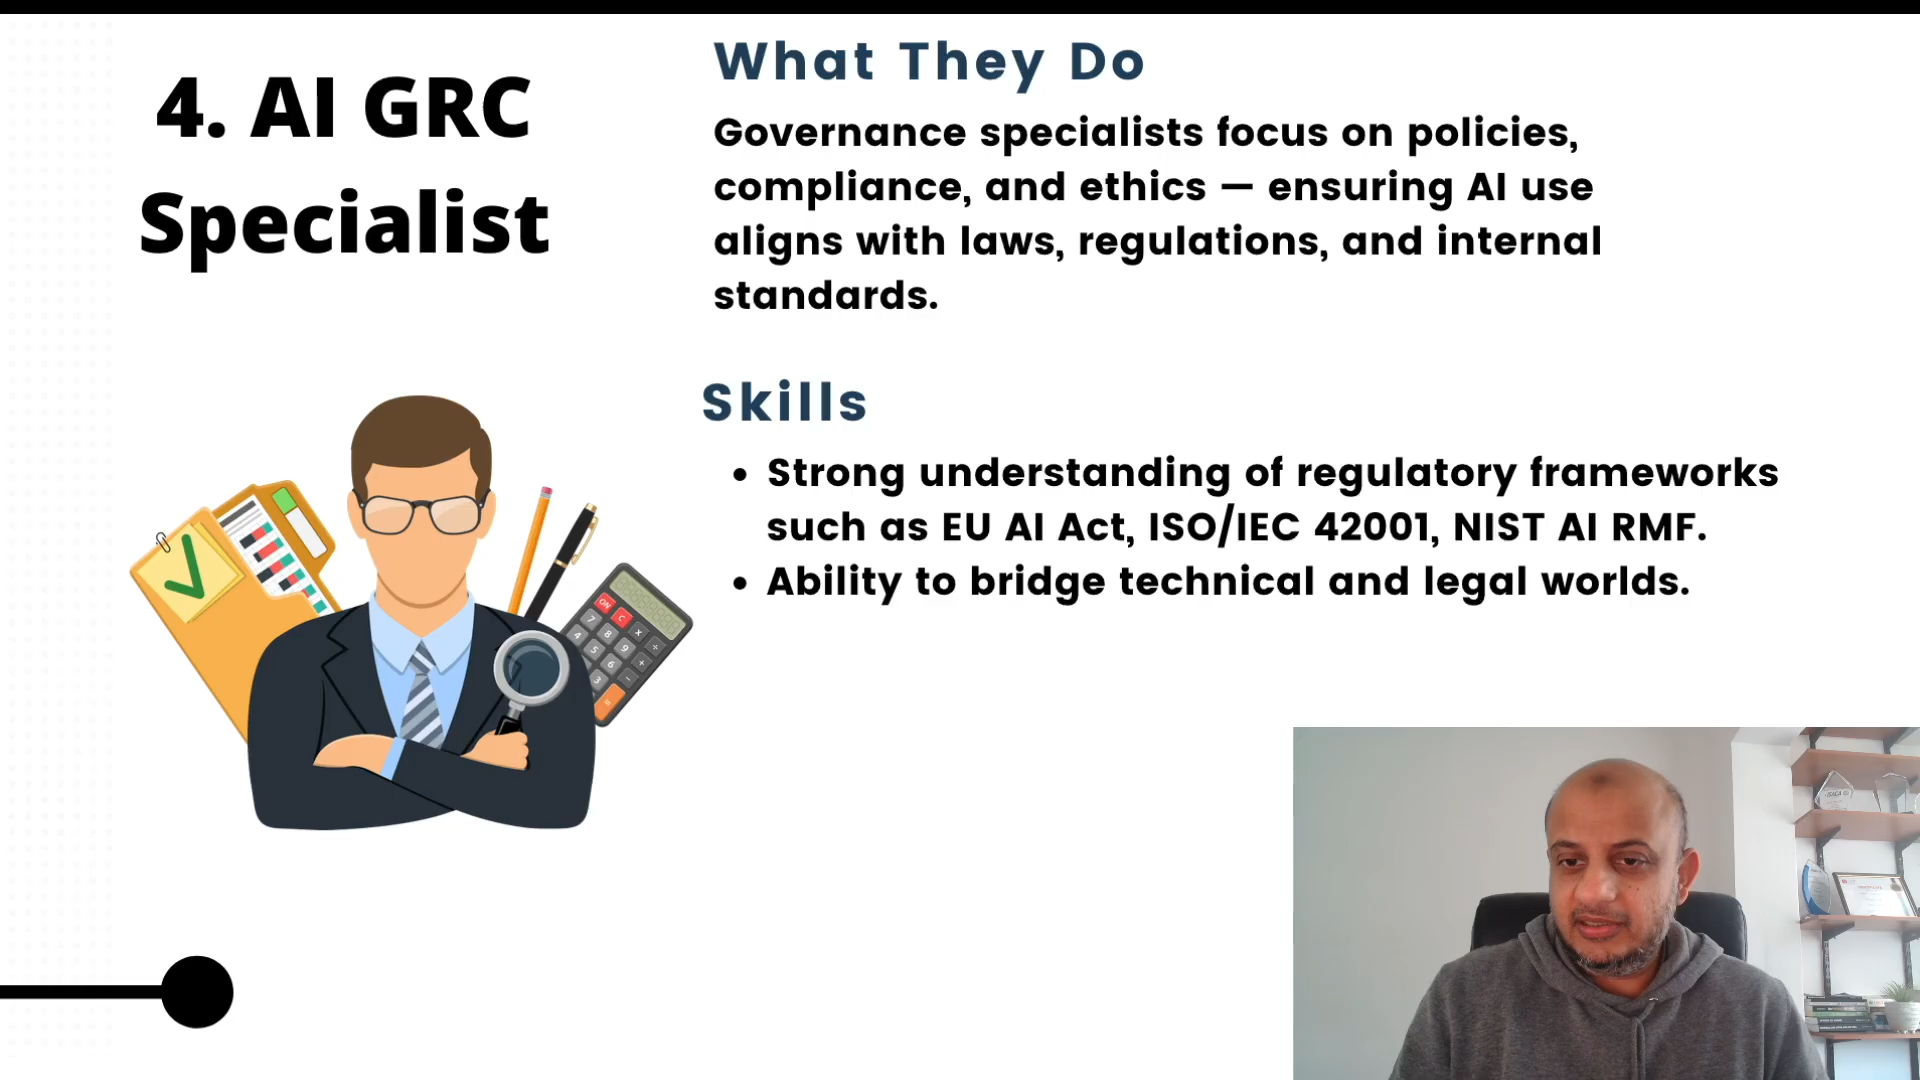 4. AI GRC
Specialist
What They Do
Governance specialists focus on policies,
compliance, and ethics — ensuring AI use
aligns with laws, regulations, and internal
standards.
Skills
• Strong understanding of regulatory frameworks
such as EU AI Act, ISO/IEC 42001, NIST AI RMF.
• Ability to bridge technical and legal worlds.